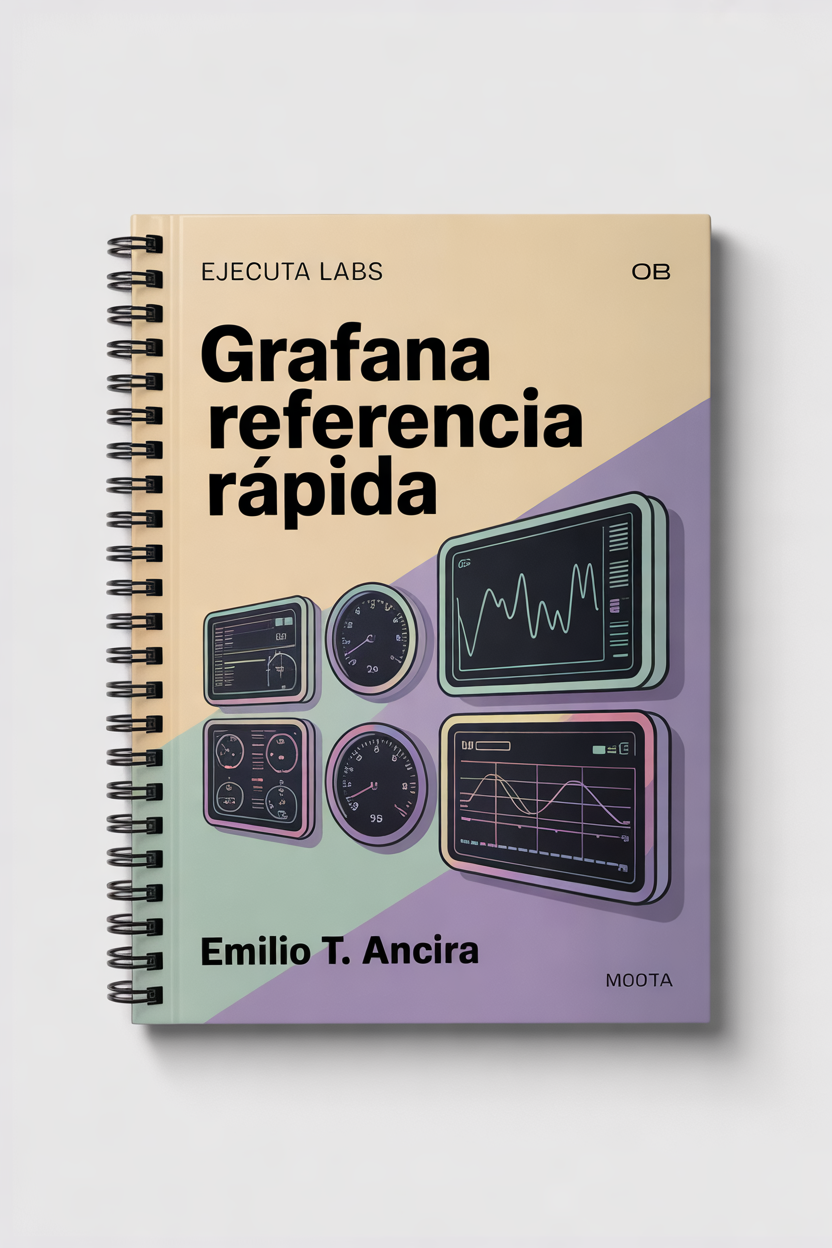 EJECUTA LABS
OB
Grafana
referencia
rápida
Emilio T. Ancira
MOOTA